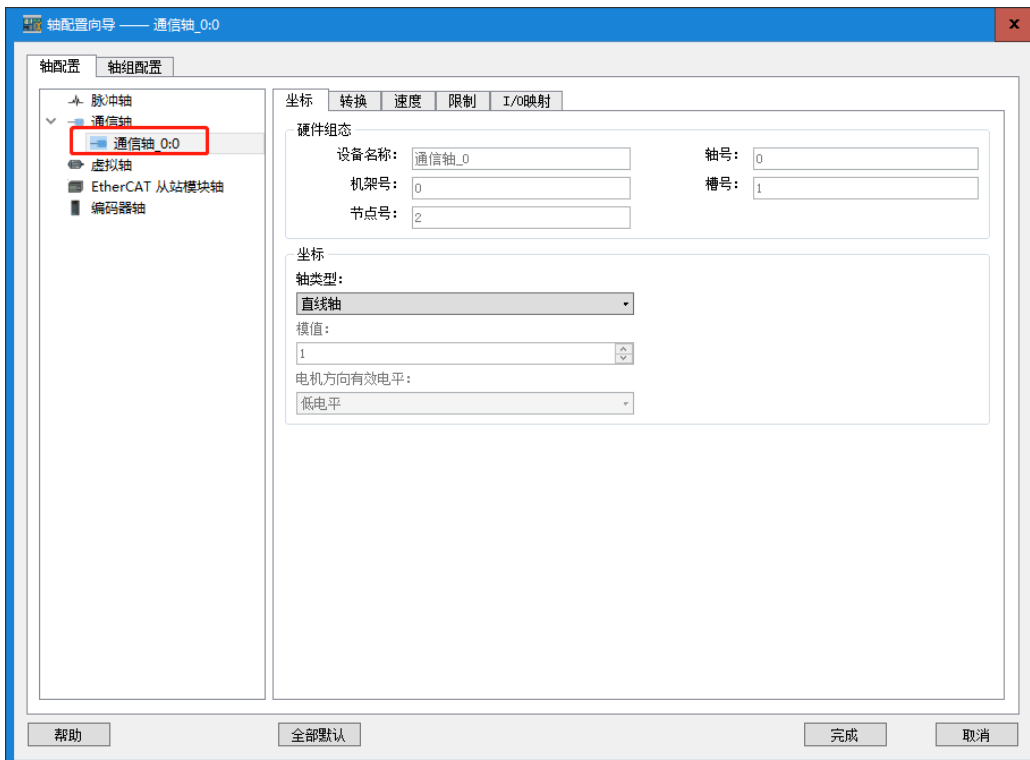 轴配置向导 —— 通信轴_0:0
x
轴配置 轴组配置
脉冲轴
通信轴
通信轴_0:0
虚拟轴
EtherCAT 从站模块轴
编码器轴
坐标 转换 速度 限制 I/O映射
硬件组态
设备名称: 通信轴_0 轴号: 0
机架号: 0 槽号: 1
节点号: 2
坐标
轴类型:
直线轴
模值:
1
电机方向有效电平:
低电平
帮助 全部默认 完成 取消